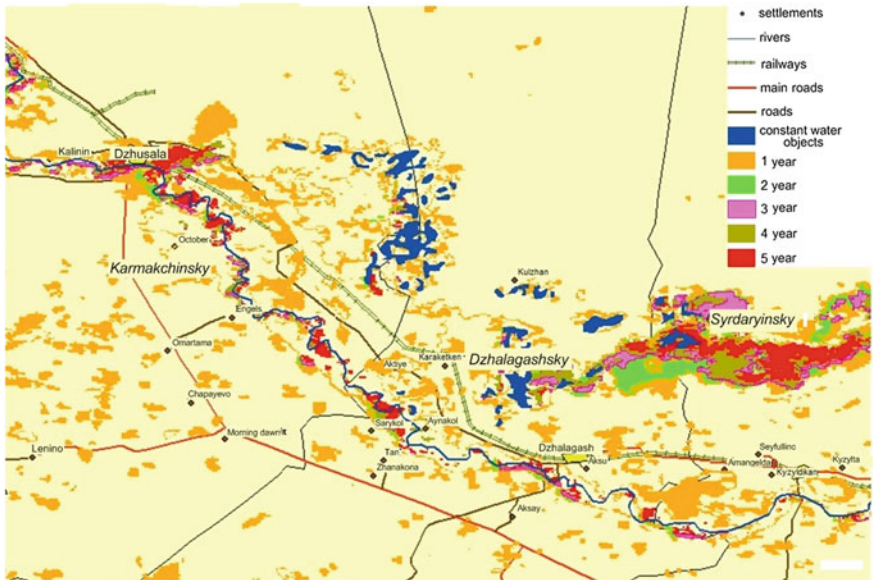 settlements
rivers
railways
main roads
roads
constant water
objects
1 year
2 year
3 year
4 year
5 year
Kalinin
Dzhusala
October
Karmakchinsky
Kulzhan
Engels
Syrdaryinsky
Omartama
Karaketken
Dzhalagashsky
Aktiye
Chapayevo
Sarykol
Aynakol
Morning dawn
Lenino
Tan
Zhanakona
Dzhalagash
Aksu
Seyfullino
Amangeldy
Kyzylta
Kyzyldikan
Aksay